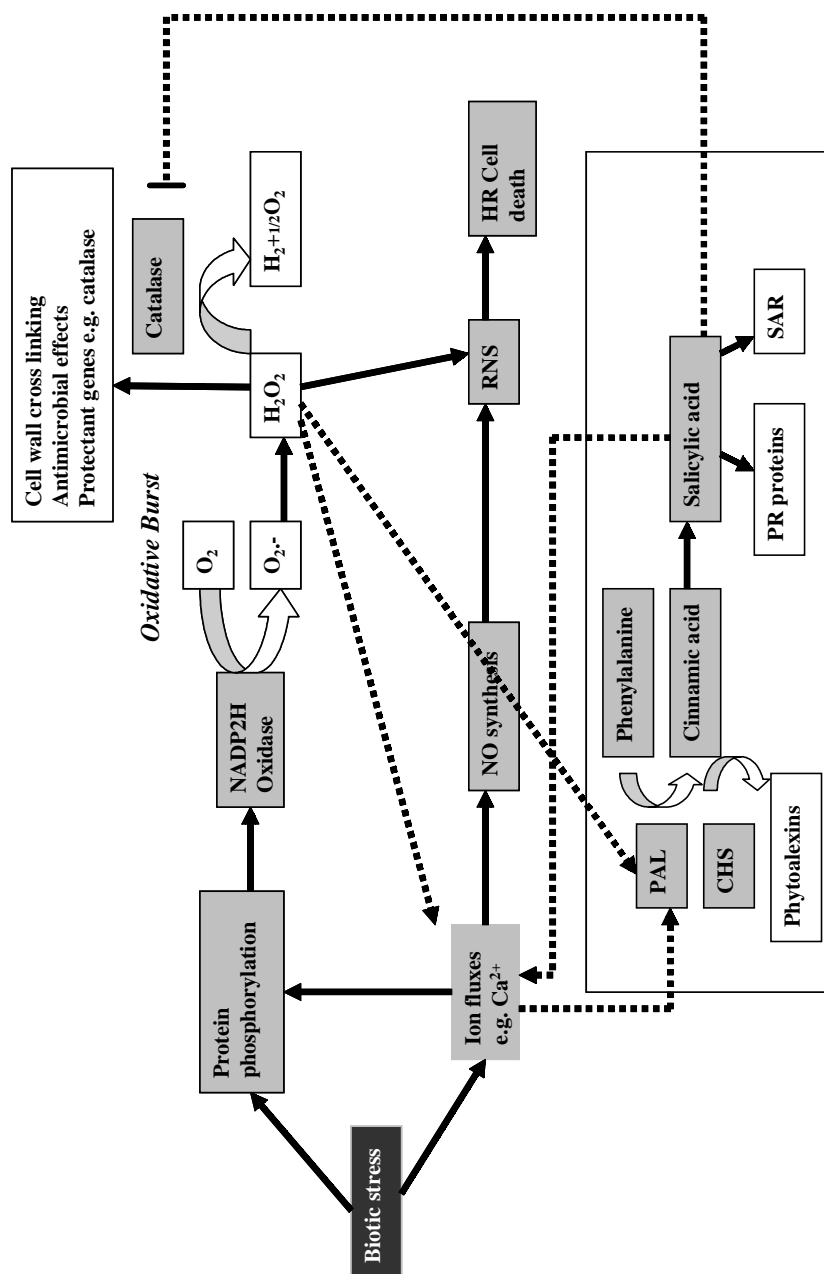 Cell wall cross linking
Antimicrobial effects
Protectant genes e.g. catalase
Oxidative Burst
Catalase
O₂
O₂·-
H₂O₂
H₂+1/2O₂
NADP2H
Oxidase
Protein
phosphorylation
Biotic stress
Ion fluxes
e.g. Ca²⁺
NO synthesis
RNS
HR Cell
death
PAL
CHS
Phenylalanine
Cinnamic acid
Phytoalexins
Salicylic acid
PR proteins
SAR